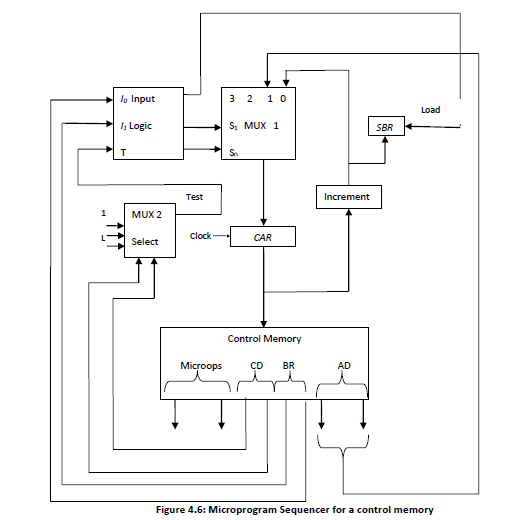 I0 Input
3 2 1 0
Load
I1 Logic
S1 MUX 1
SBR
T
Sn
Test
Increment
1
MUX 2
L
Select
Clock
CAR
Control Memory
Microops
CD
BR
AD
Figure 4.6: Microprogram Sequencer for a control memory